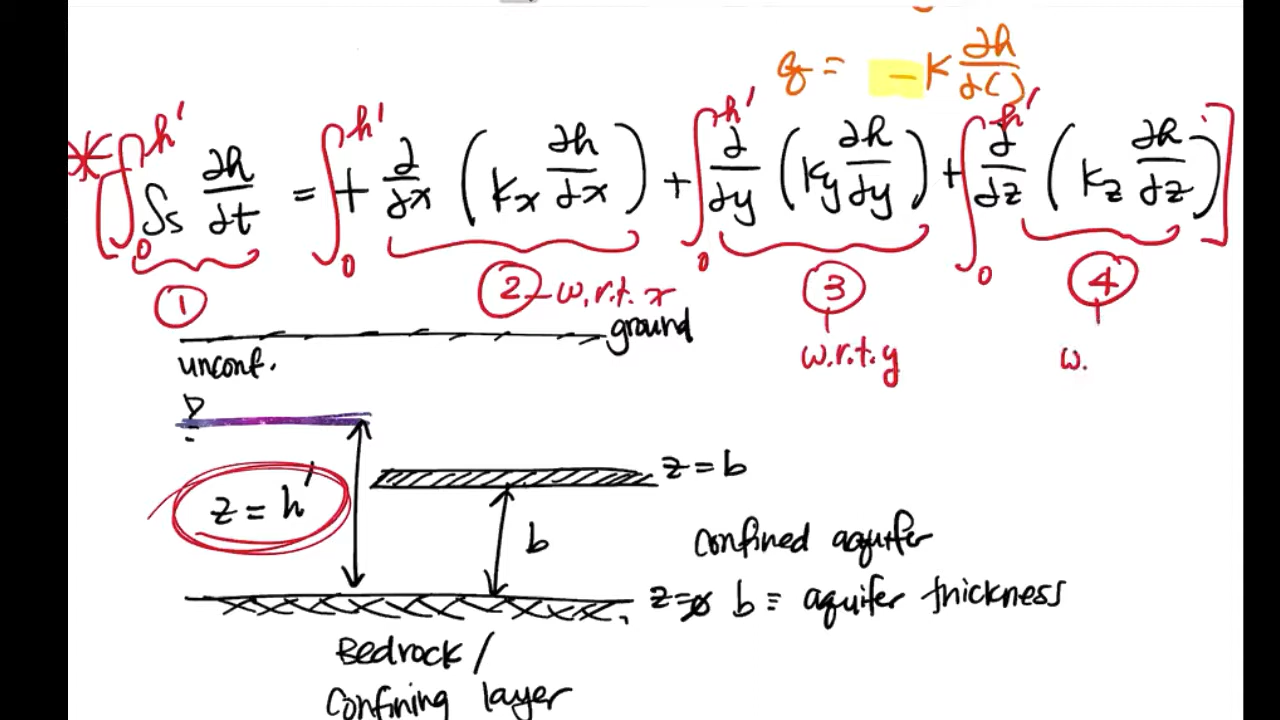 q = - K ∂h/∂( )
* [ ∫₀^h' Ss ∂h/∂t = ∫₀^h' + ∂/∂x ( Kx ∂h/∂x ) + ∫₀^h' ∂/∂y ( Ky ∂h/∂y ) + ∫₀^h' ∂/∂z ( Kz ∂h/∂z ) ]
1 2 - w.r.t. x 3 4
ground
w.r.t. y w.
unconf.
z = b
z = h'
b confined aquifer
z=0 b = aquifer thickness
Bedrock /
Confining layer